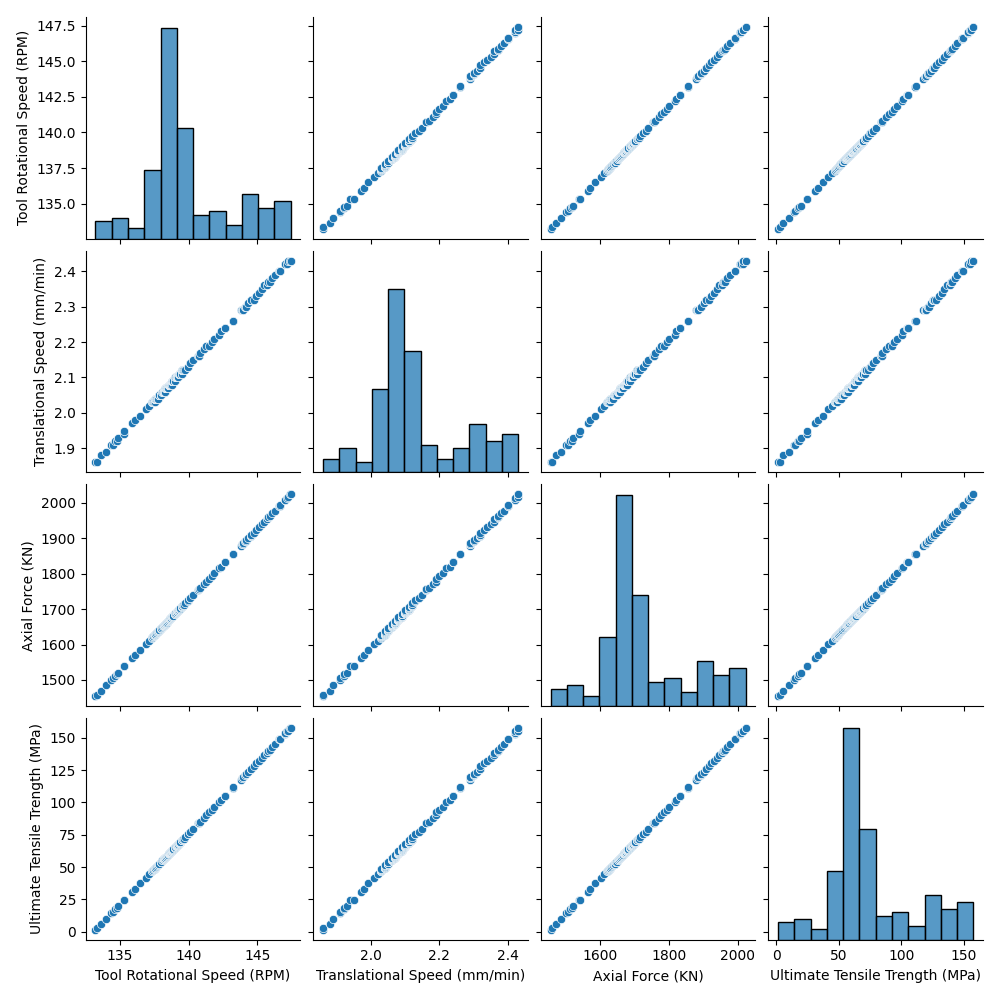 Tool Rotational Speed (RPM)
147.5
145.0
142.5
140.0
137.5
135.0
Translational Speed (mm/min)
2.4
2.3
2.2
2.1
2.0
1.9
Axial Force (KN)
2000
1900
1800
1700
1600
1500
Ultimate Tensile Trength (MPa)
150
125
100
75
50
25
0
135 140 145
2.0 2.2 2.4
1600 1800 2000
0 50 100 150
Tool Rotational Speed (RPM)
Translational Speed (mm/min)
Axial Force (KN)
Ultimate Tensile Trength (MPa)